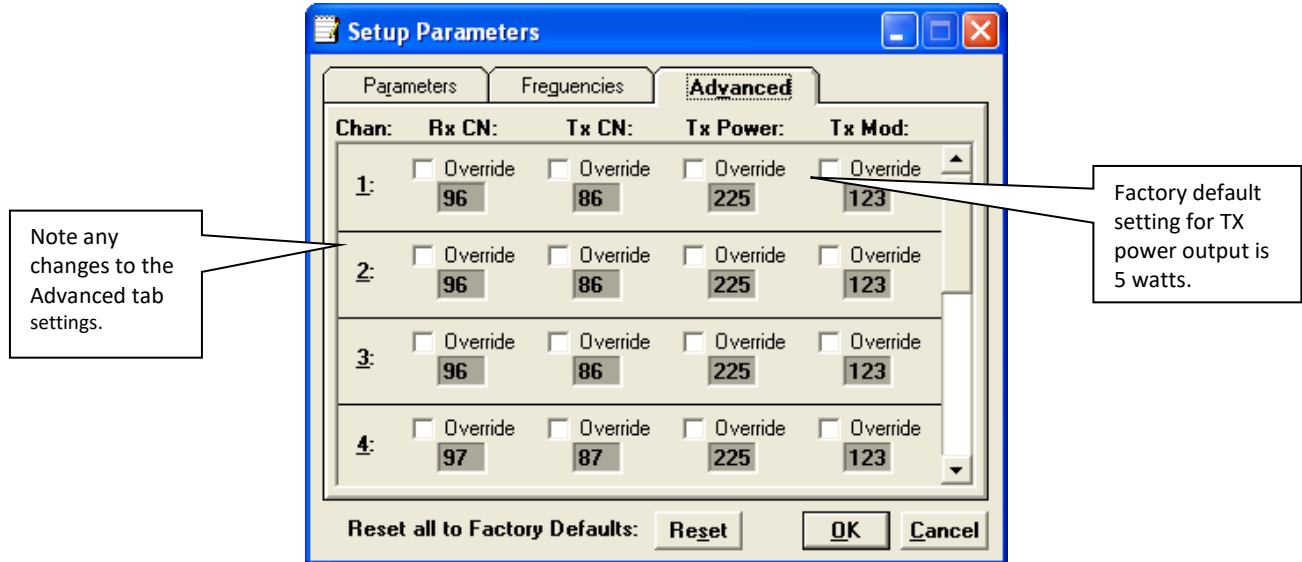 Setup Parameters
Parameters Frequencies Advanced
Chan: Rx CN: Tx CN: Tx Power: Tx Mod:
1: Override Override Override Override
96 86 225 123
2: Override Override Override Override
96 86 225 123
3: Override Override Override Override
96 86 225 123
4: Override Override Override Override
97 87 225 123
Reset all to Factory Defaults: Reset OK Cancel
Note any
changes to the
Advanced tab
settings.
Factory default
setting for TX
power output is
5 watts.